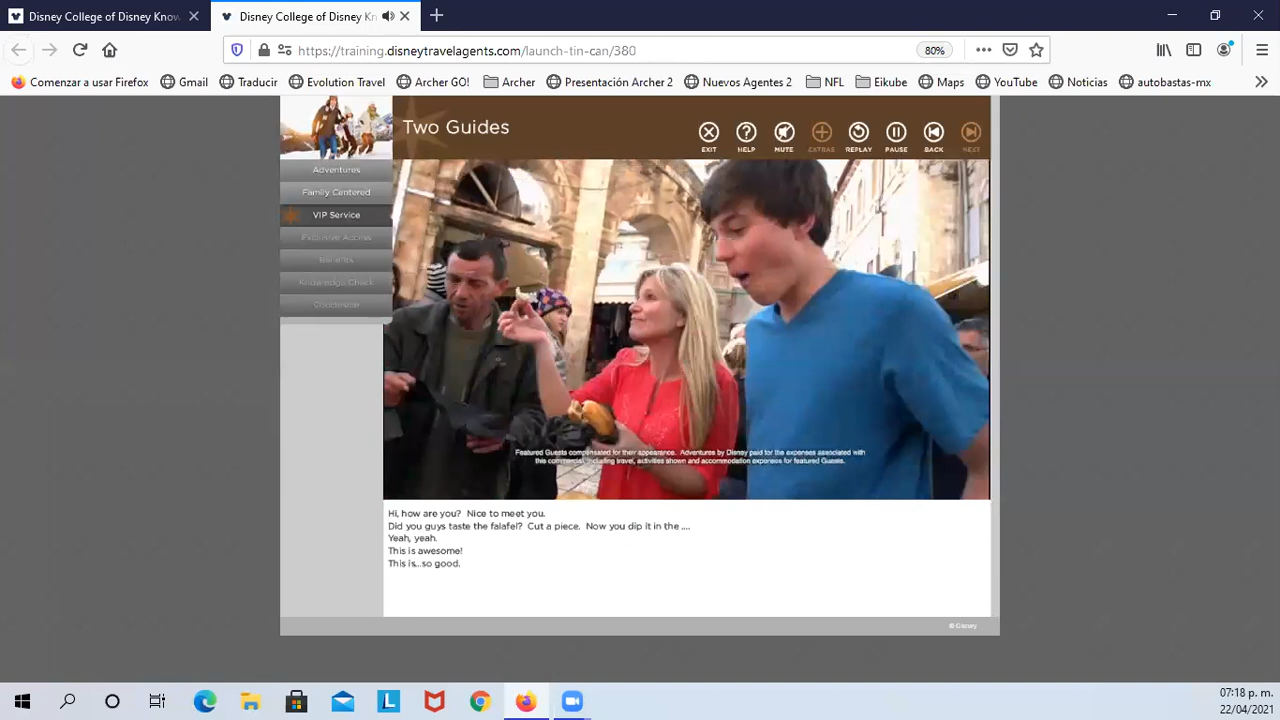 Disney College of Disney Know
Disney College of Disney Kn
https://training.disneytravelagents.com/launch-tin-can/380
80%
Comenzar a usar Firefox
Gmail
Traducir
Evolution Travel
Archer GO!
Archer
Presentación Archer 2
Nuevos Agentes 2
NFL
Eikube
Maps
YouTube
Noticias
autobastas-mx
Two Guides
EXIT
HELP
MUTE
EXTRAS
REPLAY
PAUSE
BACK
NEXT
Adventures
Family Centered
VIP Service
Exclusive Access
Benefits
Knowledge Check
Conclusion
Featured Guests compensated for their appearance. Adventures by Disney paid for the expenses associated with
this commercial, including travel, activities shown and accommodation expenses for featured Guests.
Hi, how are you? Nice to meet you.
Did you guys taste the falafel? Cut a piece. Now you dip it in the ....
Yeah, yeah.
This is awesome!
This is...so good.
© Disney
L
07:18 p. m.
22/04/2021